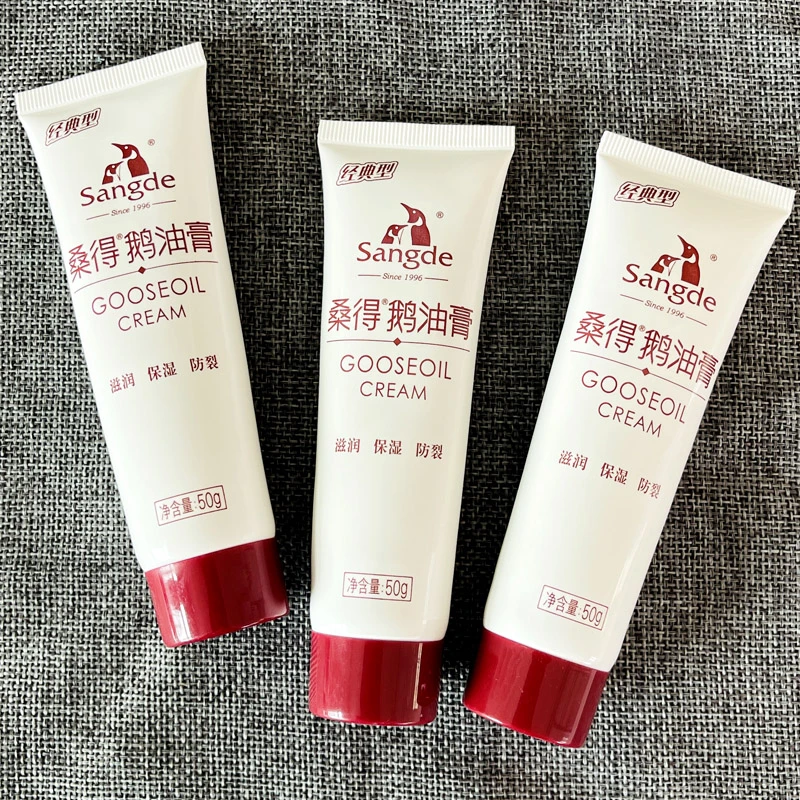 经典型
®
Sangde
Since 1996
桑得®鹅油膏
GOOSEOIL
CREAM
滋润 保湿 防裂
净含量:50g
经典型
®
Sangde
Since 1996
桑得®鹅油膏
GOOSEOIL
CREAM
滋润 保湿 防裂
净含量:50g
经典型
®
Sangde
Since 1996
桑得®鹅油膏
GOOSEOIL
CREAM
滋润 保湿 防裂
净含量:50g